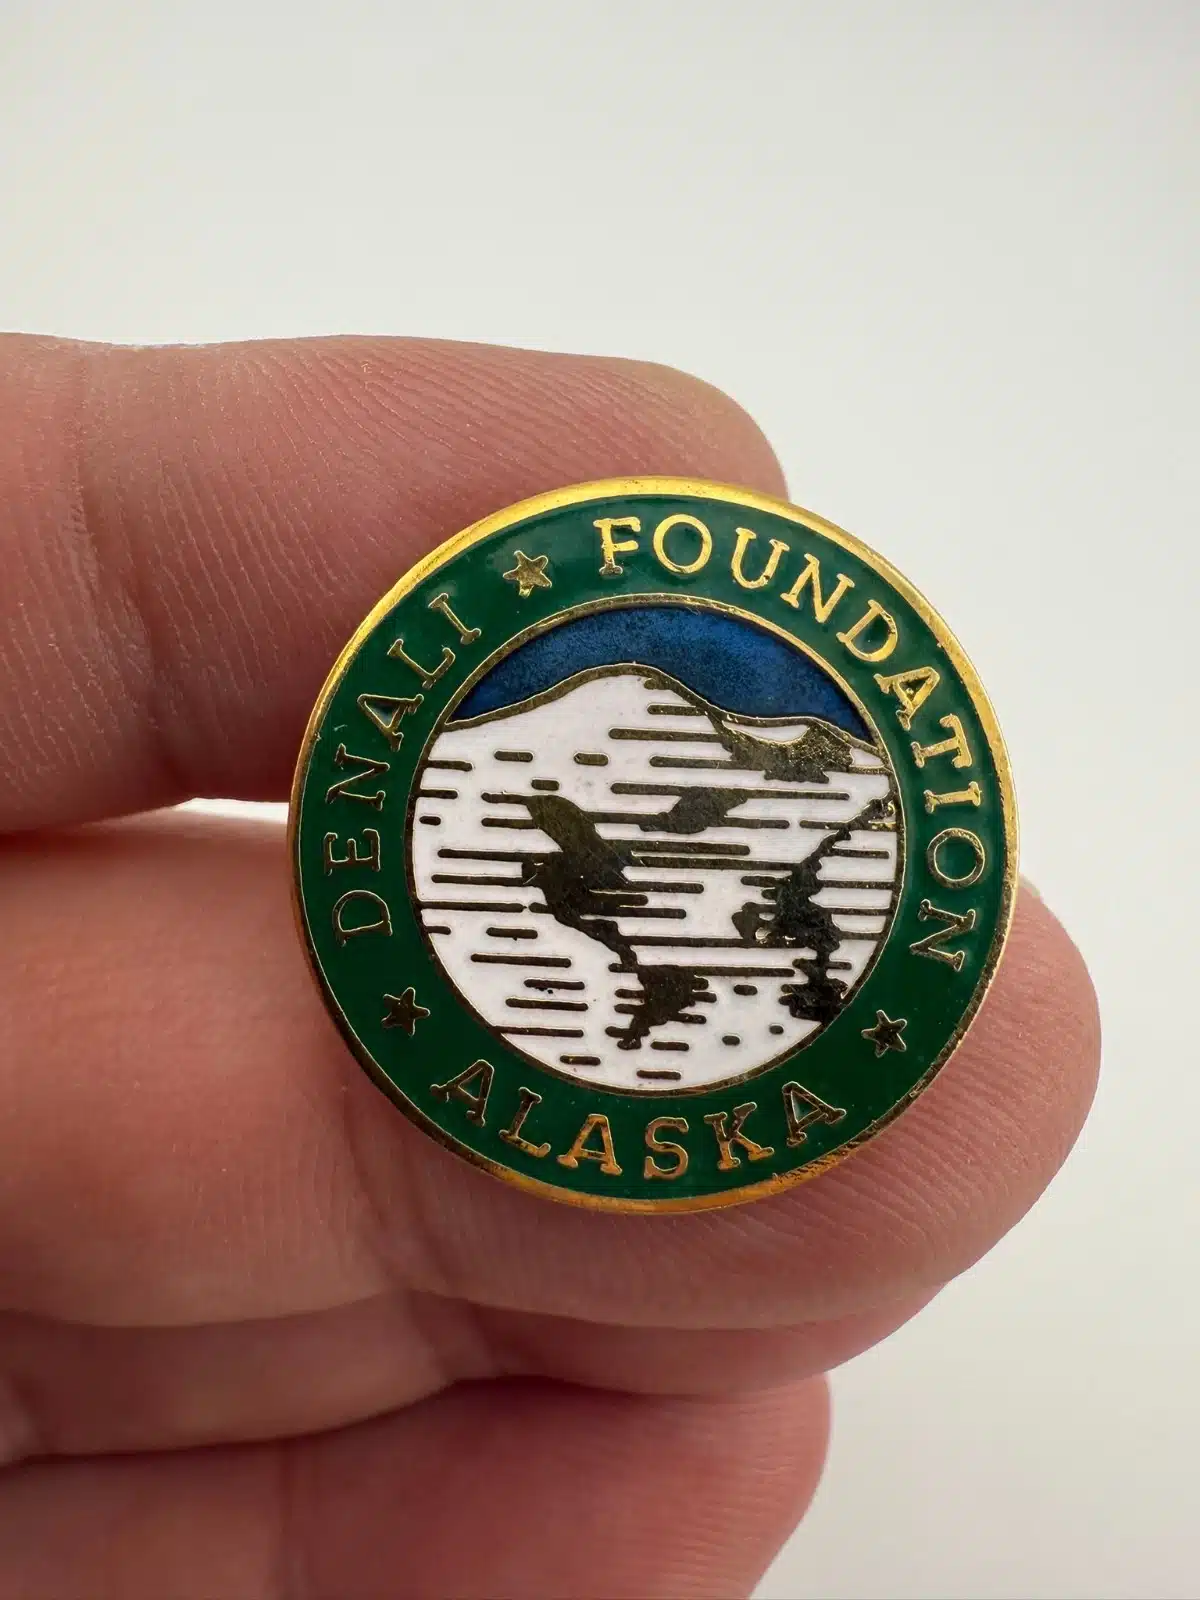 DENALI ★ FOUNDATION
★ ALASKA ★